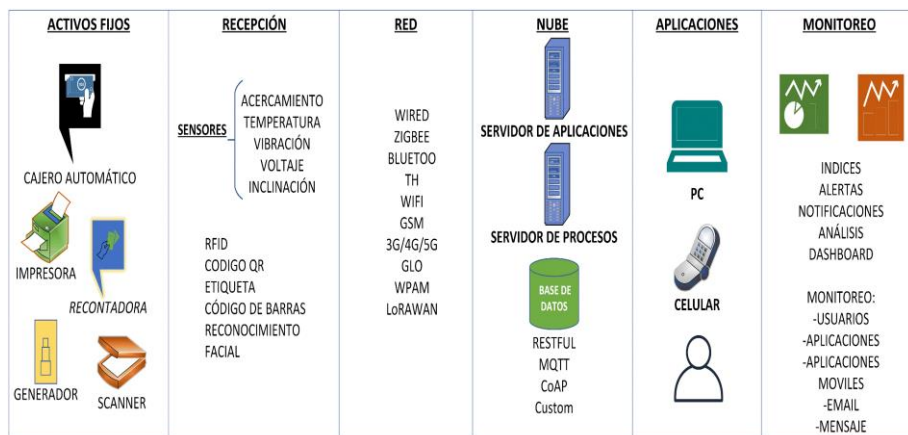 ACTIVOS FIJOS
CAJERO AUTOMÁTICO
IMPRESORA
RECONTADORA
GENERADOR
SCANNER
RECEPCIÓN
SENSORES
ACERCAMIENTO
TEMPERATURA
VIBRACIÓN
VOLTAJE
INCLINACIÓN
RFID
CODIGO QR
ETIQUETA
CÓDIGO DE BARRAS
RECONOCIMIENTO
FACIAL
RED
WIRED
ZIGBEE
BLUETOO
TH
WIFI
GSM
3G/4G/5G
GLO
WPAM
LoRAWAN
NUBE
SERVIDOR DE APLICACIONES
SERVIDOR DE PROCESOS
BASE DE
DATOS
RESTFUL
MQTT
CoAP
Custom
APLICACIONES
PC
CELULAR
MONITOREO
INDICES
ALERTAS
NOTIFICACIONES
ANÁLISIS
DASHBOARD
MONITOREO:
-USUARIOS
-APLICACIONES
-APLICACIONES
MOVILES
-EMAIL
-MENSAJE